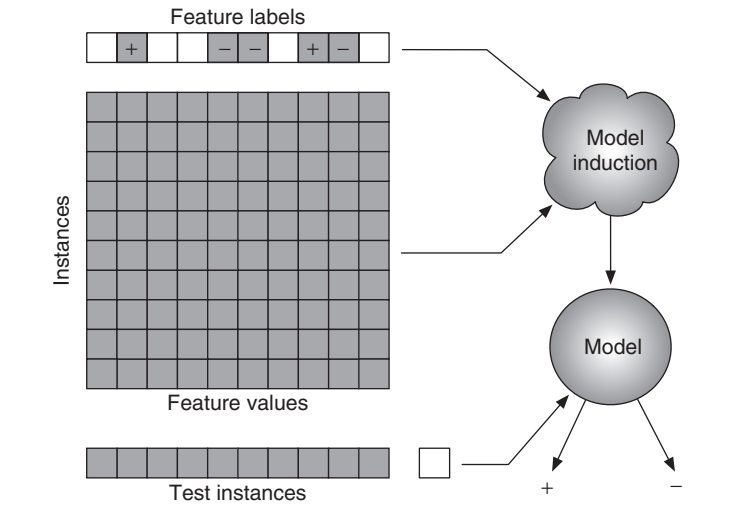 Feature labels
+ − − + −
Model
induction
Instances
Feature values
Model
Test instances
+ −